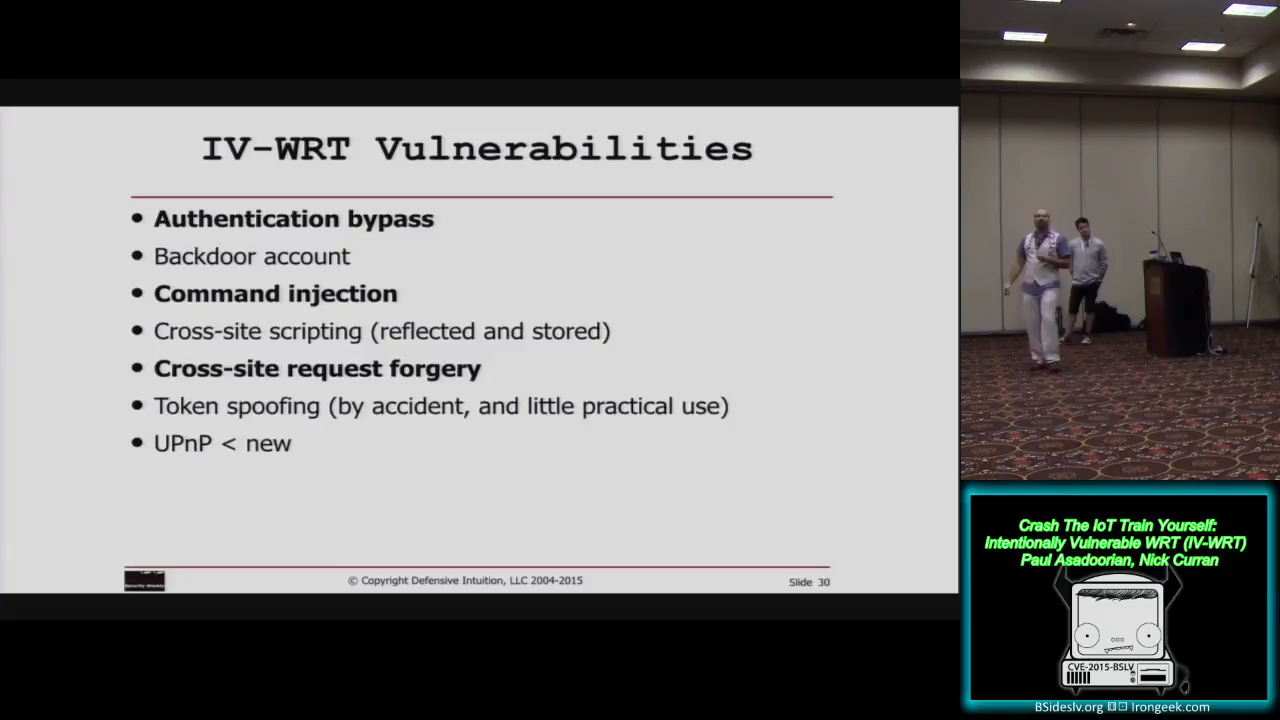 IV-WRT Vulnerabilities
• Authentication bypass
• Backdoor account
• Command injection
• Cross-site scripting (reflected and stored)
• Cross-site request forgery
• Token spoofing (by accident, and little practical use)
• UPnP < new
Security Weekly
© Copyright Defensive Intuition, LLC 2004-2015
Slide 30
Crash The IoT Train Yourself:
Intentionally Vulnerable WRT (IV-WRT)
Paul Asadoorian, Nick Curran
CVE-2015-BSLV
BSideslv.org Irongeek.com